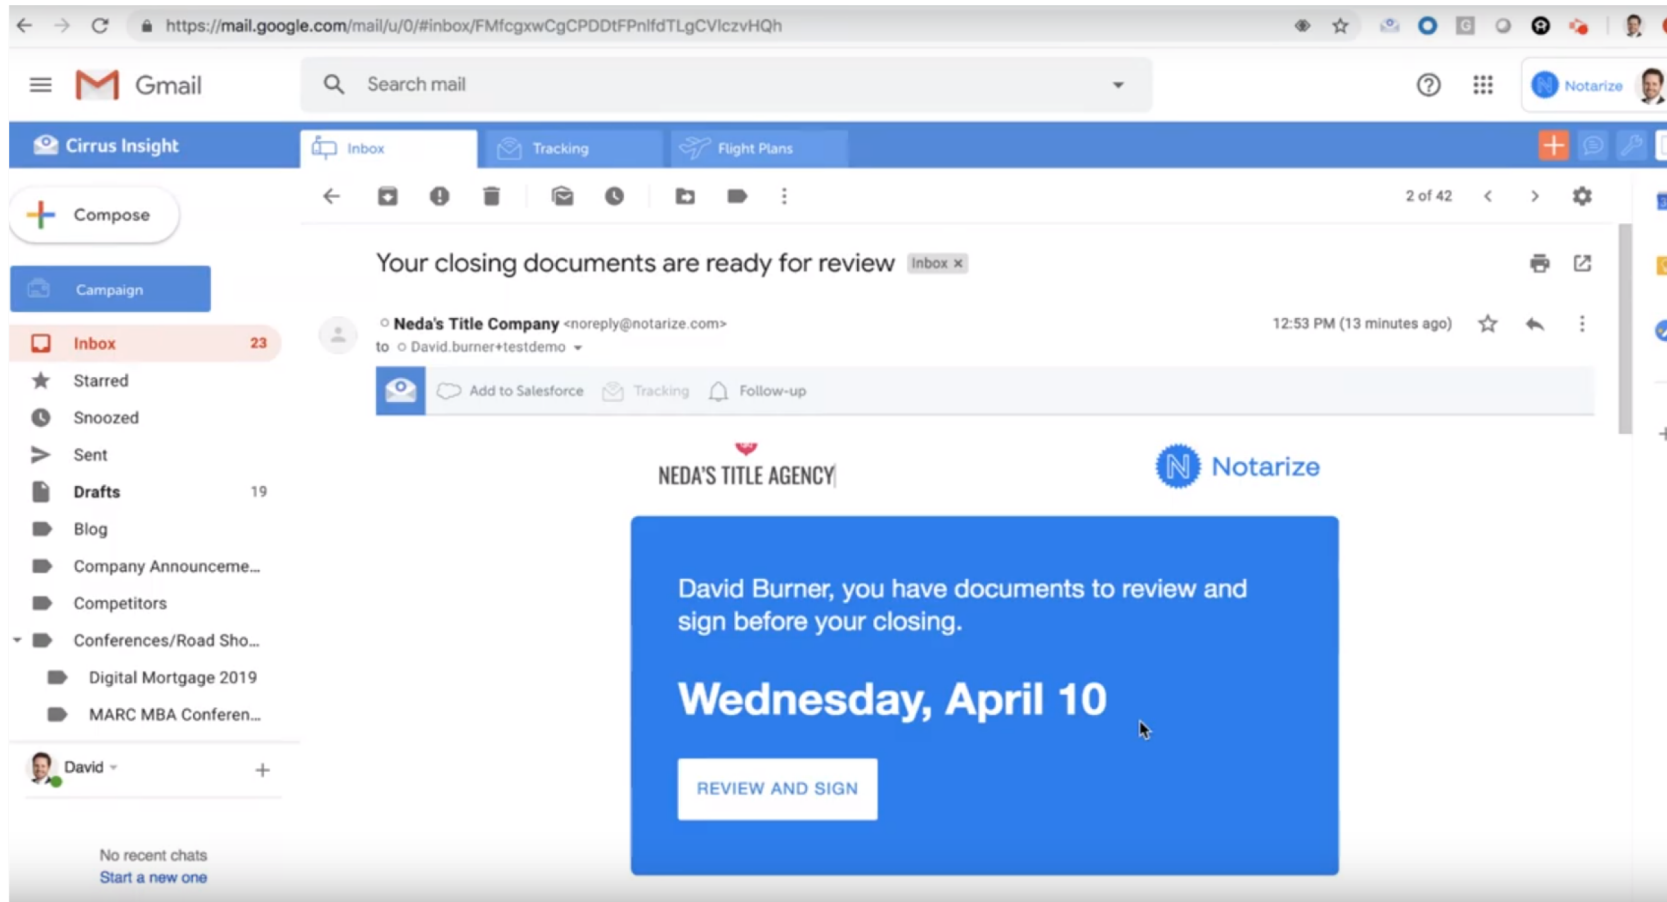 https://mail.google.com/mail/u/0/#inbox/FMfcgxwCgCPDDtFPnlfdTLgCVlczvHQh
Gmail
Search mail
Notarize
Cirrus Insight
Inbox
Tracking
Flight Plans
Compose
2 of 42
Campaign
Your closing documents are ready for review
Inbox ×
Inbox 23
Neda's Title Company <noreply@notarize.com>
12:53 PM (13 minutes ago)
to David.burner+testdemo
Starred
Add to Salesforce
Tracking
Follow-up
Snoozed
Sent
NEDA'S TITLE AGENCY
N Notarize
Drafts 19
Blog
Company Announceme...
Competitors
Conferences/Road Sho...
Digital Mortgage 2019
MARC MBA Conferen...
David Burner, you have documents to review and
sign before your closing.
Wednesday, April 10
REVIEW AND SIGN
David
No recent chats
Start a new one